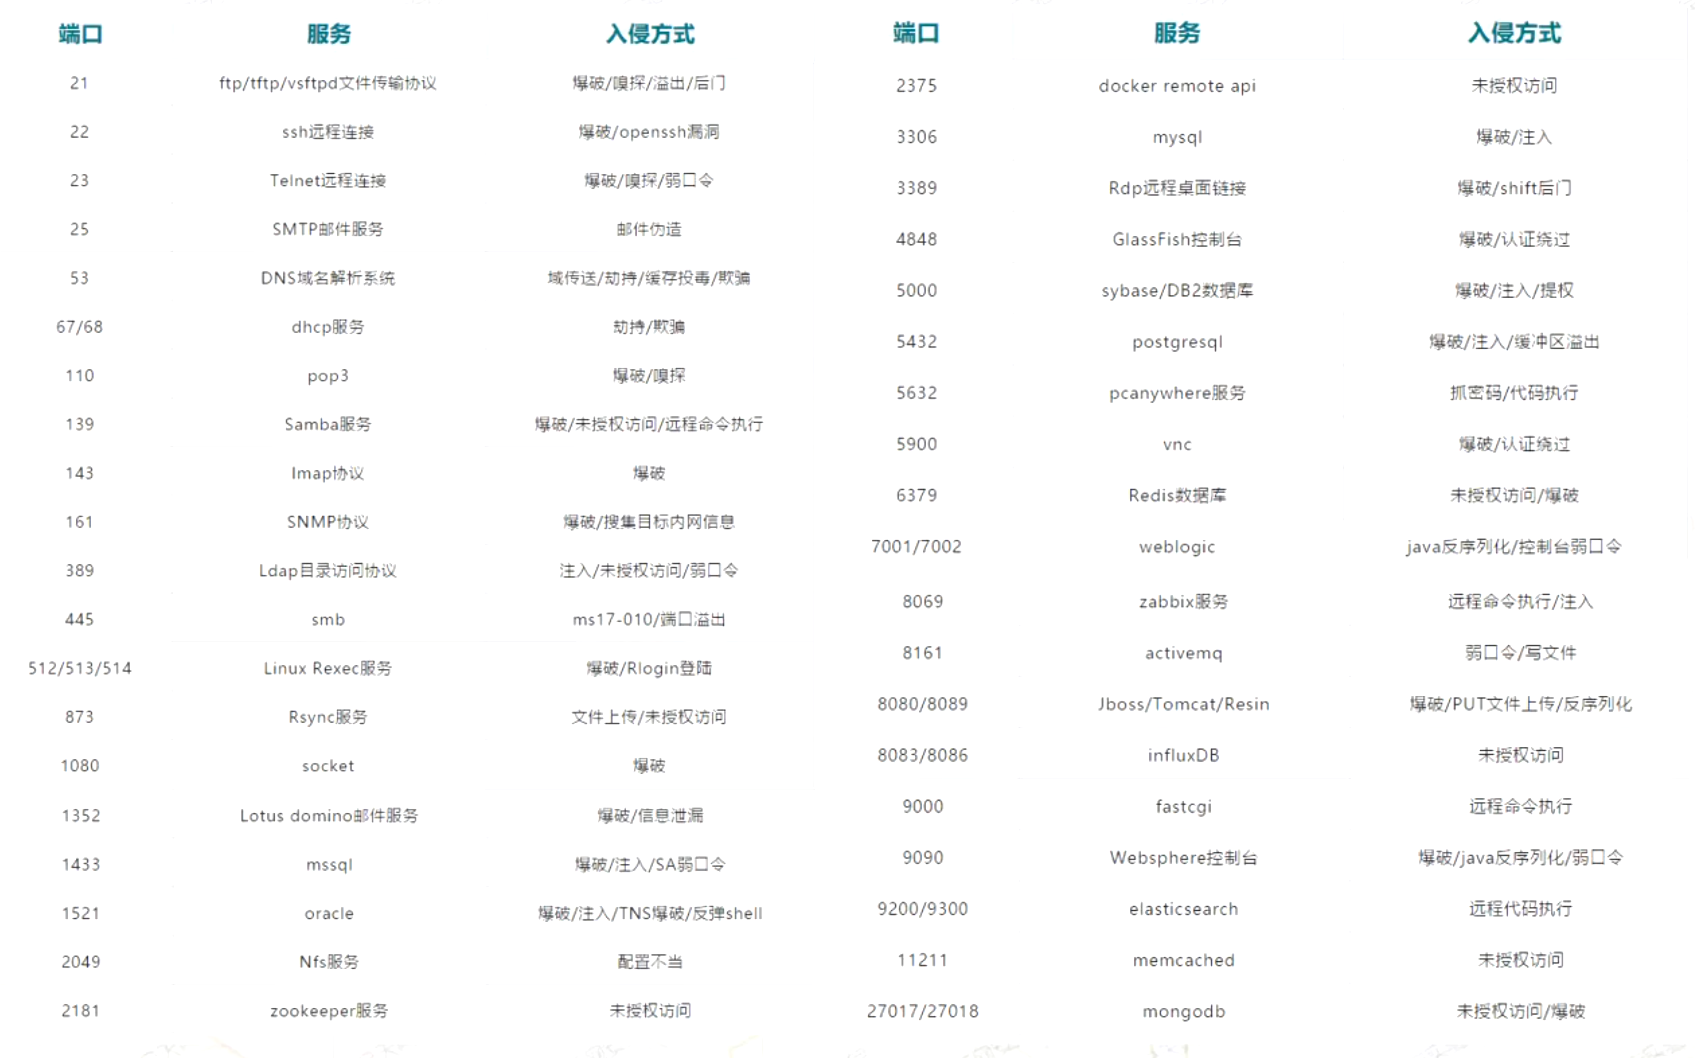 端口 服务 入侵方式
21 ftp/tftp/vsftpd文件传输协议 爆破/嗅探/溢出/后门
22 ssh远程连接 爆破/openssh漏洞
23 Telnet远程连接 爆破/嗅探/弱口令
25 SMTP邮件服务 邮件伪造
53 DNS域名解析系统 域传送/劫持/缓存投毒/欺骗
67/68 dhcp服务 劫持/欺骗
110 pop3 爆破/嗅探
139 Samba服务 爆破/未授权访问/远程命令执行
143 Imap协议 爆破
161 SNMP协议 爆破/搜集目标内网信息
389 Ldap目录访问协议 注入/未授权访问/弱口令
445 smb ms17-010/端口溢出
512/513/514 Linux Rexec服务 爆破/Rlogin登陆
873 Rsync服务 文件上传/未授权访问
1080 socket 爆破
1352 Lotus domino邮件服务 爆破/信息泄漏
1433 mssql 爆破/注入/SA弱口令
1521 oracle 爆破/注入/TNS爆破/反弹shell
2049 Nfs服务 配置不当
2181 zookeeper服务 未授权访问
端口 服务 入侵方式
2375 docker remote api 未授权访问
3306 mysql 爆破/注入
3389 Rdp远程桌面链接 爆破/shift后门
4848 GlassFish控制台 爆破/认证绕过
5000 sybase/DB2数据库 爆破/注入/提权
5432 postgresql 爆破/注入/缓冲区溢出
5632 pcanywhere服务 抓密码/代码执行
5900 vnc 爆破/认证绕过
6379 Redis数据库 未授权访问/爆破
7001/7002 weblogic java反序列化/控制台弱口令
8069 zabbix服务 远程命令执行/注入
8161 activemq 弱口令/写文件
8080/8089 Jboss/Tomcat/Resin 爆破/PUT文件上传/反序列化
8083/8086 influxDB 未授权访问
9000 fastcgi 远程命令执行
9090 Websphere控制台 爆破/java反序列化/弱口令
9200/9300 elasticsearch 远程代码执行
11211 memcached 未授权访问
27017/27018 mongodb 未授权访问/爆破